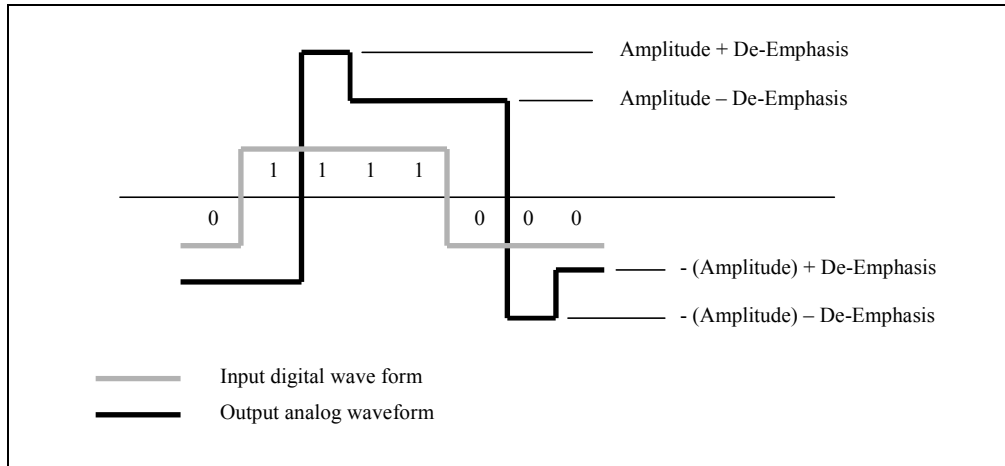 Amplitude + De-Emphasis
Amplitude – De-Emphasis
1 1 1 1
0 0 0 0
- (Amplitude) + De-Emphasis
- (Amplitude) – De-Emphasis
Input digital wave form
Output analog waveform